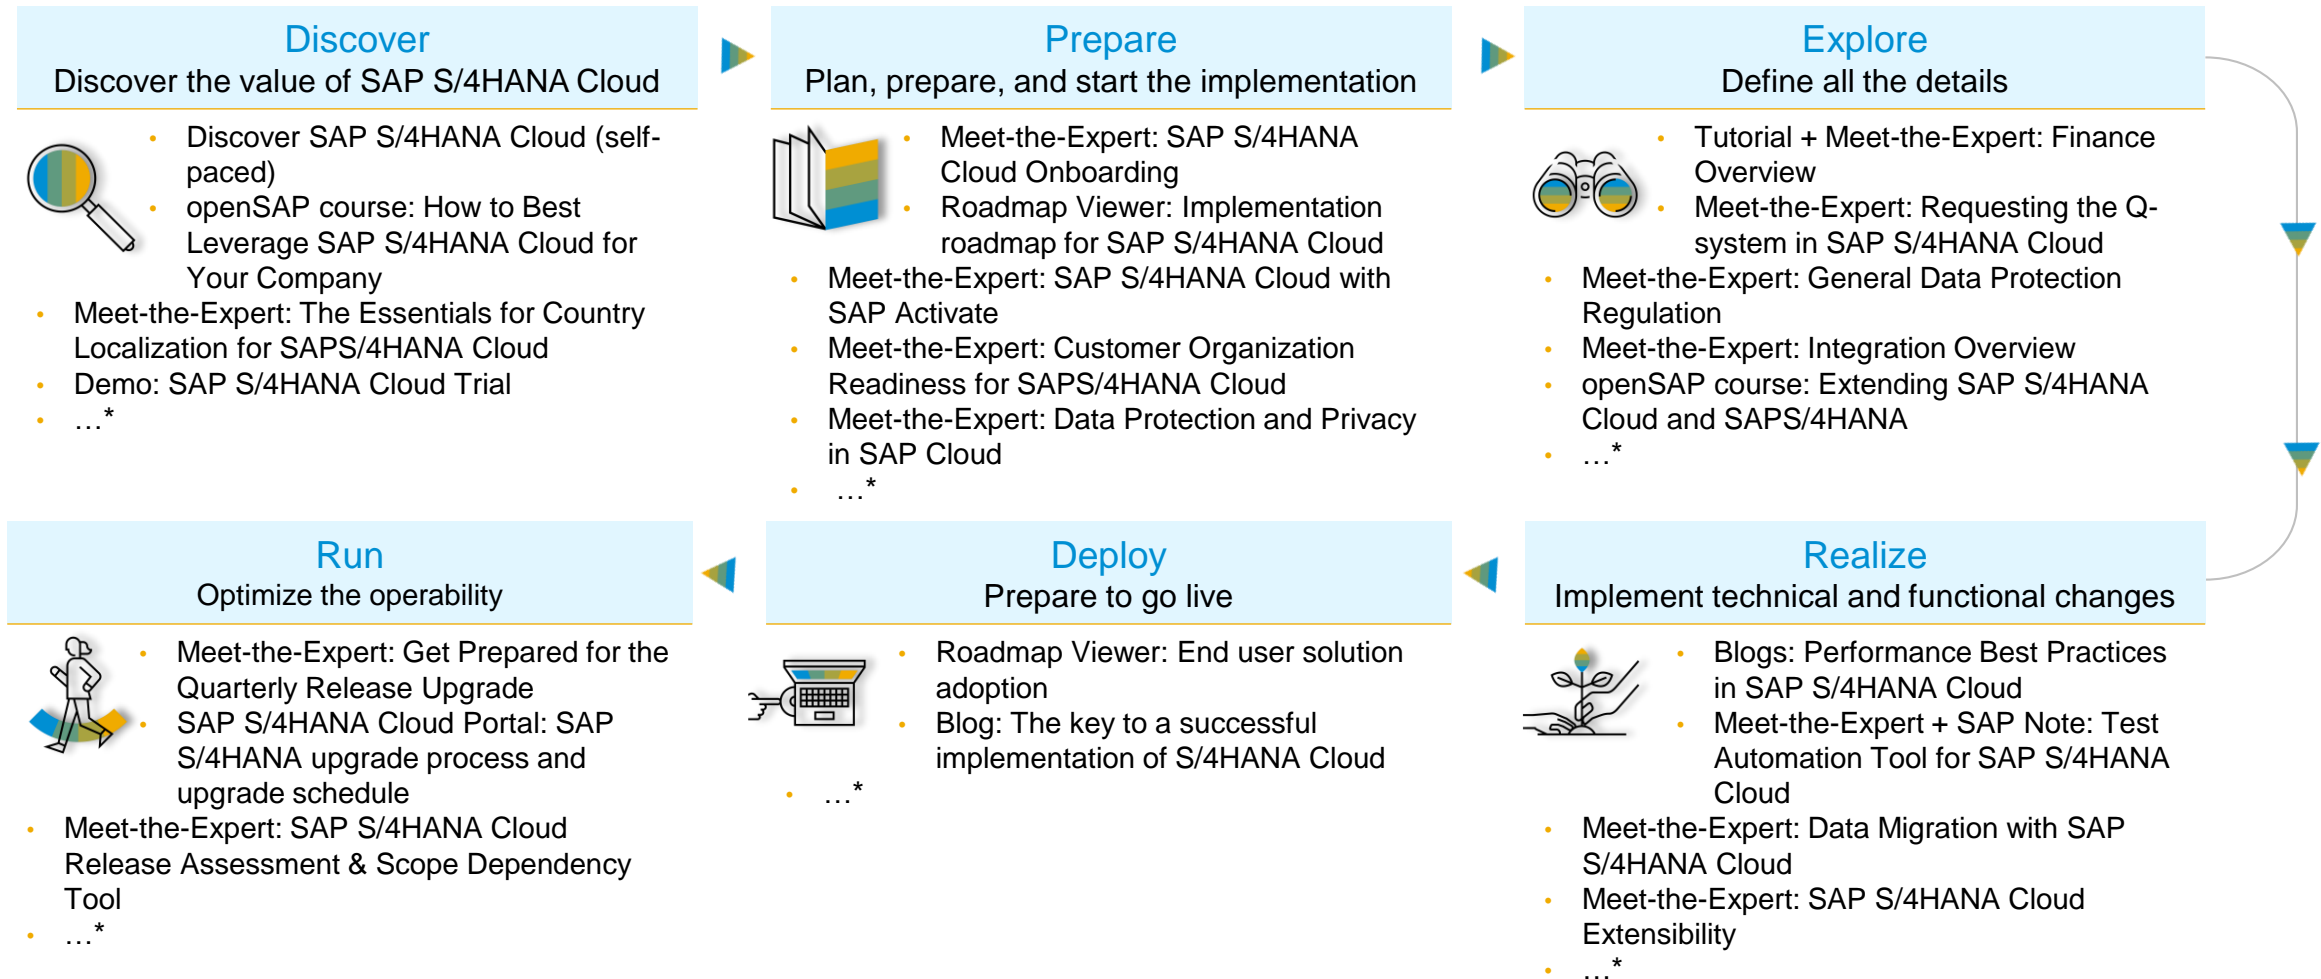 Discover
Discover the value of SAP S/4HANA Cloud
• Discover SAP S/4HANA Cloud (self-
paced)
• openSAP course: How to Best
Leverage SAP S/4HANA Cloud for
Your Company
• Meet-the-Expert: The Essentials for Country
Localization for SAPS/4HANA Cloud
• Demo: SAP S/4HANA Cloud Trial
• …*
Prepare
Plan, prepare, and start the implementation
• Meet-the-Expert: SAP S/4HANA
Cloud Onboarding
• Roadmap Viewer: Implementation
roadmap for SAP S/4HANA Cloud
• Meet-the-Expert: SAP S/4HANA Cloud with
SAP Activate
• Meet-the-Expert: Customer Organization
Readiness for SAPS/4HANA Cloud
• Meet-the-Expert: Data Protection and Privacy
in SAP Cloud
• …*
Explore
Define all the details
• Tutorial + Meet-the-Expert: Finance
Overview
• Meet-the-Expert: Requesting the Q-
system in SAP S/4HANA Cloud
• Meet-the-Expert: General Data Protection
Regulation
• Meet-the-Expert: Integration Overview
• openSAP course: Extending SAP S/4HANA
Cloud and SAPS/4HANA
• …*
Run
Optimize the operability
• Meet-the-Expert: Get Prepared for the
Quarterly Release Upgrade
• SAP S/4HANA Cloud Portal: SAP
S/4HANA upgrade process and
upgrade schedule
• Meet-the-Expert: SAP S/4HANA Cloud
Release Assessment & Scope Dependency
Tool
• …*
Deploy
Prepare to go live
• Roadmap Viewer: End user solution
adoption
• Blog: The key to a successful
implementation of S/4HANA Cloud
• …*
Realize
Implement technical and functional changes
• Blogs: Performance Best Practices
in SAP S/4HANA Cloud
• Meet-the-Expert + SAP Note: Test
Automation Tool for SAP S/4HANA
Cloud
• Meet-the-Expert: Data Migration with SAP
S/4HANA Cloud
• Meet-the-Expert: SAP S/4HANA Cloud
Extensibility
• …*